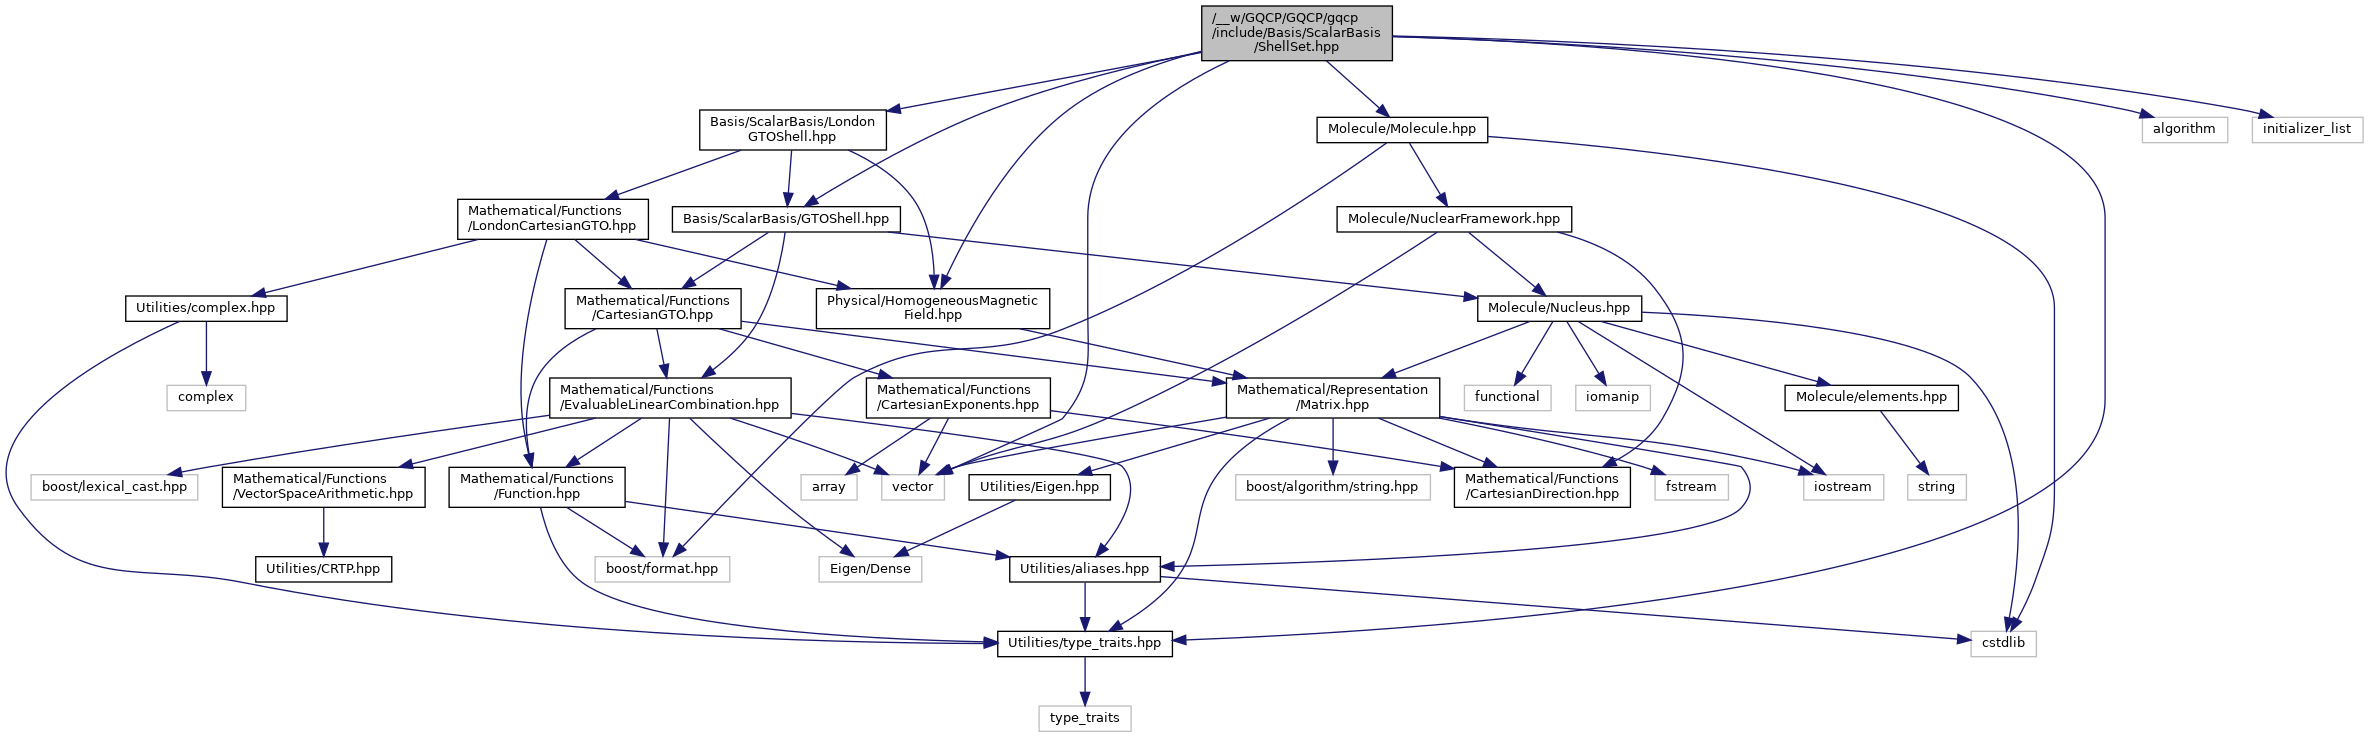 /__w/GQCP/GQCP/gqcp
/include/Basis/ScalarBasis
/ShellSet.hpp
Basis/ScalarBasis/London
GTOShell.hpp
Molecule/Molecule.hpp
algorithm
initializer_list
Mathematical/Functions
/LondonCartesianGTO.hpp
Basis/ScalarBasis/GTOShell.hpp
Molecule/NuclearFramework.hpp
Utilities/complex.hpp
Mathematical/Functions
/CartesianGTO.hpp
Physical/HomogeneousMagnetic
Field.hpp
Molecule/Nucleus.hpp
complex
Mathematical/Functions
/EvaluableLinearCombination.hpp
Mathematical/Functions
/CartesianExponents.hpp
Mathematical/Representation
/Matrix.hpp
functional
iomanip
Molecule/elements.hpp
boost/lexical_cast.hpp
Mathematical/Functions
/VectorSpaceArithmetic.hpp
Mathematical/Functions
/Function.hpp
array
vector
Utilities/Eigen.hpp
boost/algorithm/string.hpp
Mathematical/Functions
/CartesianDirection.hpp
fstream
iostream
string
Utilities/CRTP.hpp
boost/format.hpp
Eigen/Dense
Utilities/aliases.hpp
Utilities/type_traits.hpp
cstdlib
type_traits